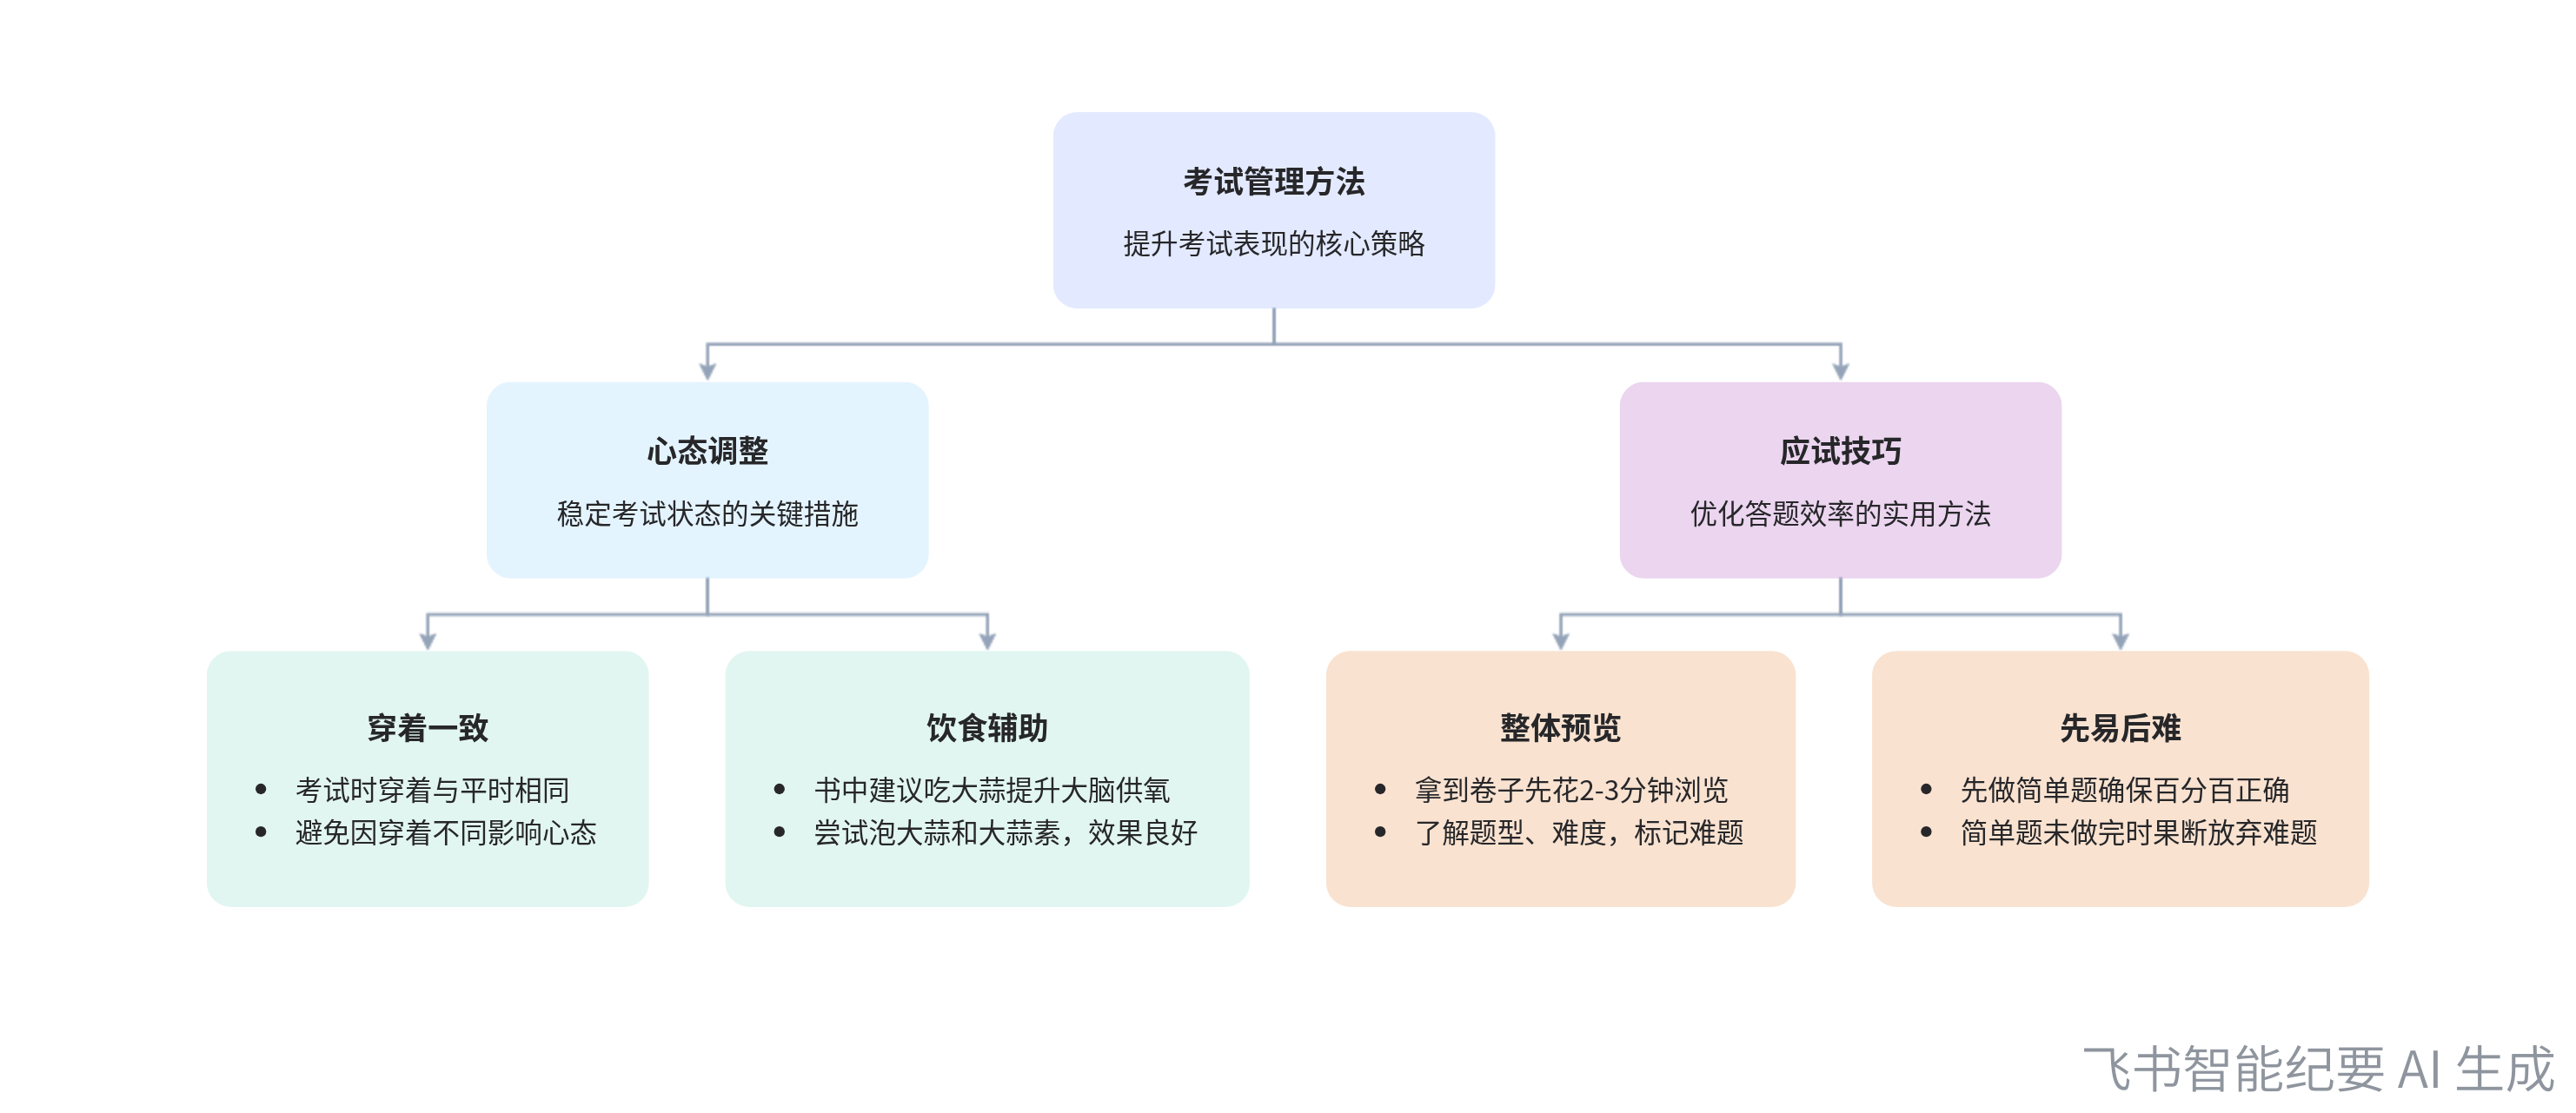 考试管理方法
提升考试表现的核心策略
心态调整
稳定考试状态的关键措施
应试技巧
优化答题效率的实用方法
穿着一致
• 考试时穿着与平时相同
• 避免因穿着不同影响心态
饮食辅助
• 书中建议吃大蒜提升大脑供氧
• 尝试泡大蒜和大蒜素，效果良好
整体预览
• 拿到卷子先花2-3分钟浏览
• 了解题型、难度，标记难题
先易后难
• 先做简单题确保百分百正确
• 简单题未做完时果断放弃难题
飞书智能纪要 AI 生成